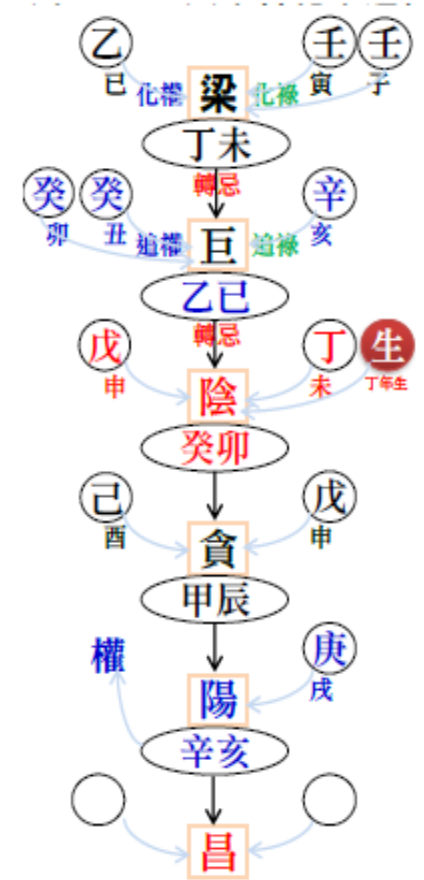 乙 壬 壬
巳 化權 梁 化祿 寅 子
丁未
轉忌
癸 癸 辛
卯 丑 追權 巨 追祿 亥
乙巳
轉忌
戊 丁 生
申 陰 未 丁年生
癸卯
己 戊
酉 貪 申
甲辰
權 庚
陽 戌
辛亥
昌